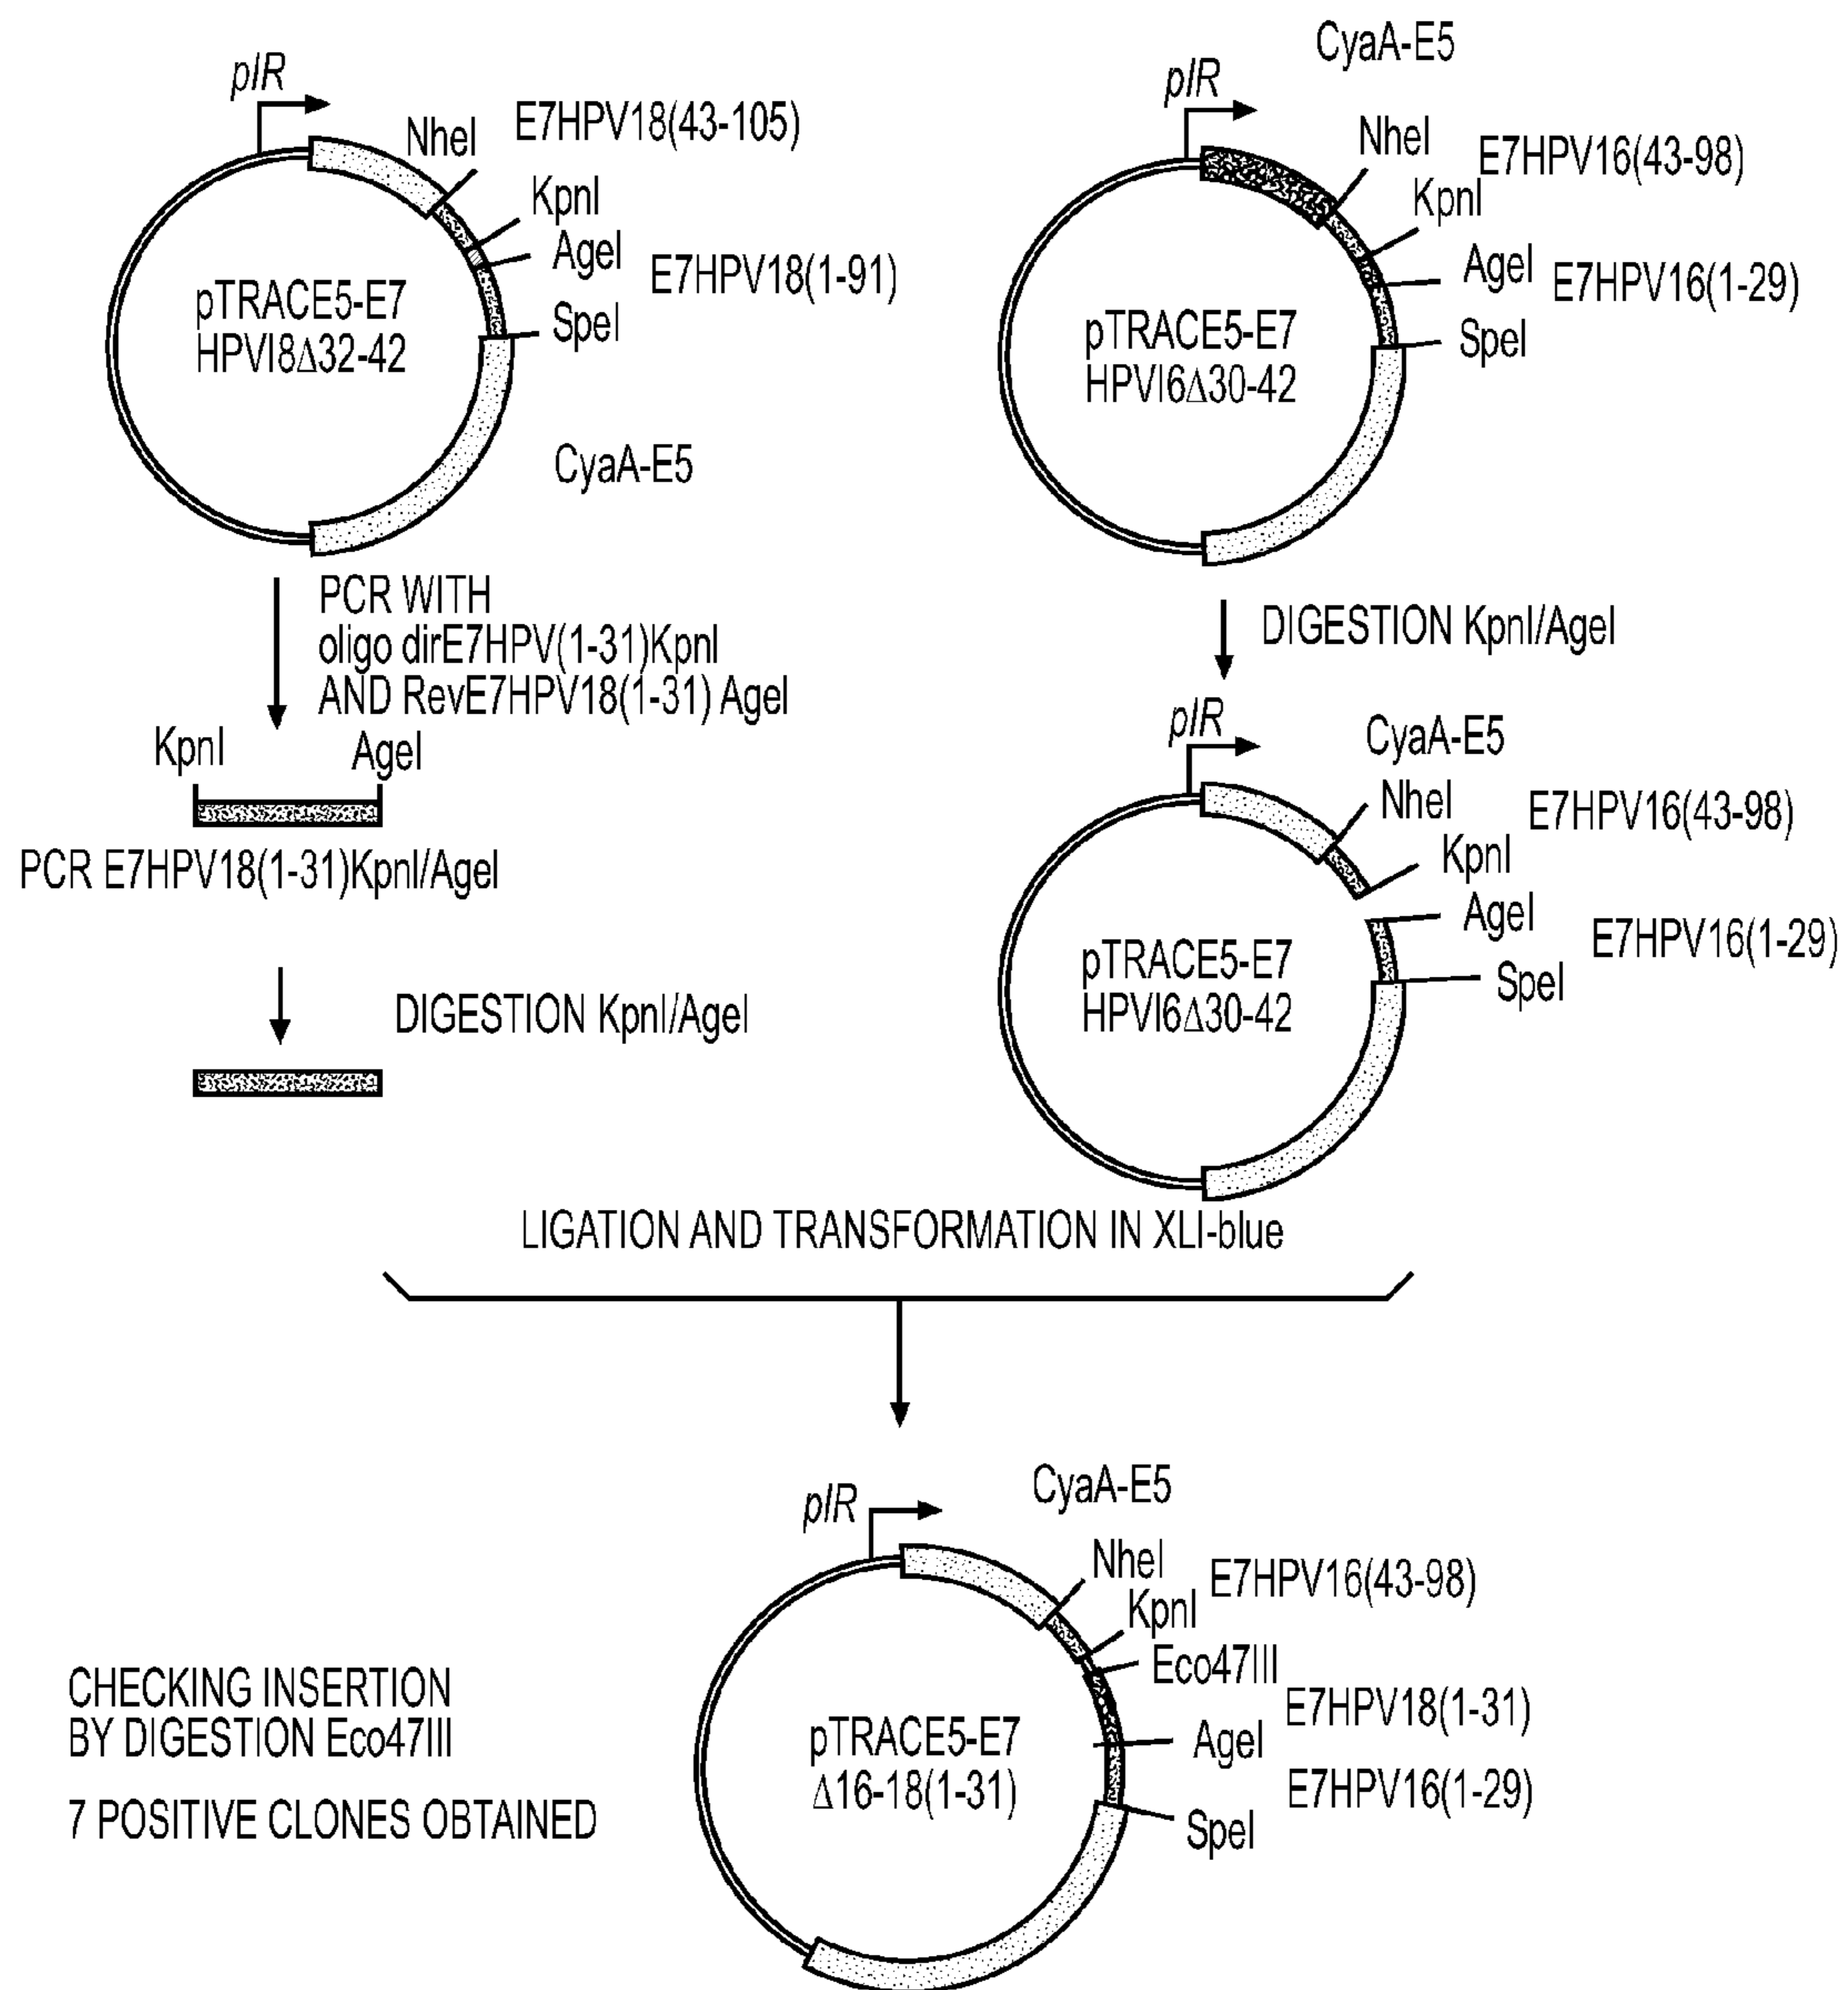 pIR
NheI
E7HPV18(43-105)
KpnI
AgeI
E7HPV18(1-91)
SpeI
pTRACE5-E7
HPVI8Δ32-42
CyaA-E5
CyaA-E5
pIR
NheI
E7HPV16(43-98)
KpnI
AgeI
E7HPV16(1-29)
SpeI
pTRACE5-E7
HPVI6Δ30-42
PCR WITH
oligo dirE7HPV(1-31)KpnI
AND RevE7HPV18(1-31) AgeI
KpnI
AgeI
PCR E7HPV18(1-31)KpnI/AgeI
DIGESTION KpnI/AgeI
DIGESTION KpnI/AgeI
pIR
CyaA-E5
NheI
E7HPV16(43-98)
KpnI
AgeI
E7HPV16(1-29)
SpeI
pTRACE5-E7
HPVI6Δ30-42
LIGATION AND TRANSFORMATION IN XLI-blue
pIR
CyaA-E5
NheI
E7HPV16(43-98)
KpnI
Eco47III
E7HPV18(1-31)
AgeI
E7HPV16(1-29)
SpeI
pTRACE5-E7
Δ16-18(1-31)
CHECKING INSERTION
BY DIGESTION Eco47III
7 POSITIVE CLONES OBTAINED